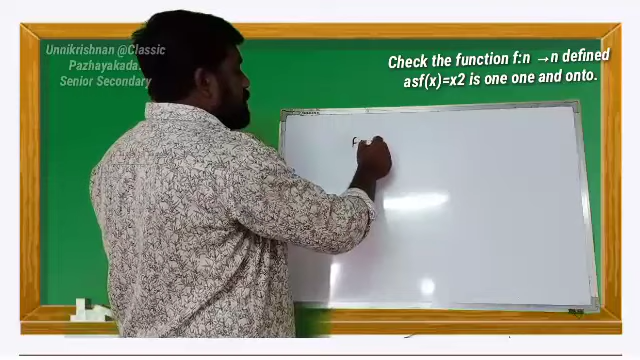 Unnikrishnan @Classic
Pazhayakada.
Senior Secondary
Check the function f:n → n defined
asf(x)=x2 is one one and onto.
f